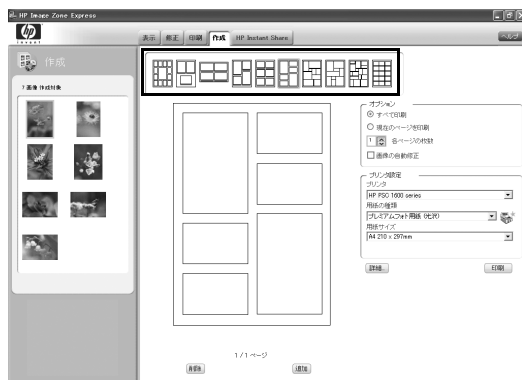 HP Image Zone Express
hp
invent
表示 修正 印刷 作成 HP Instant Share
ヘルプ
作成
7 画像 作成対象
オプション
すべて印刷
現在のページを印刷
1 各ページの枚数
画像の自動修正
プリンタ設定
プリンタ
HP PSC 1600 series
用紙の種類
プレミアムフォト用紙 (光沢)
用紙サイズ
A4 210 x 297mm
詳細...
印刷
1 / 1 ページ
削除
追加